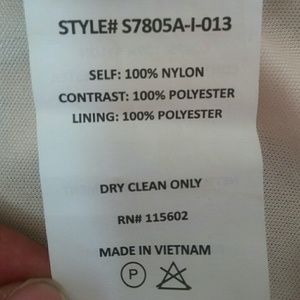 STYLE# S7805A-I-013
SELF: 100% NYLON
CONTRAST: 100% POLYESTER
LINING: 100% POLYESTER
DRY CLEAN ONLY
RN# 115602
MADE IN VIETNAM
P